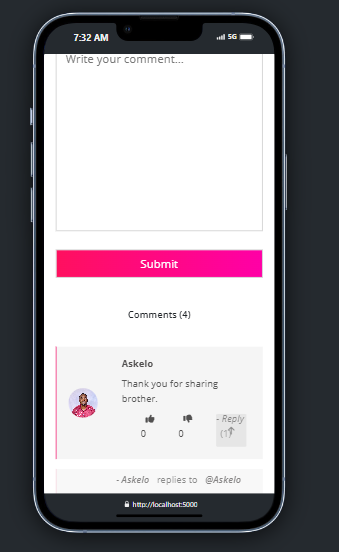 7:32 AM
5G
Write your comment...
Submit
Comments (4)
Askelo
Thank you for sharing
brother.
0
0
- Reply
(1)
- Askelo replies to @Askelo
http://localhost:5000